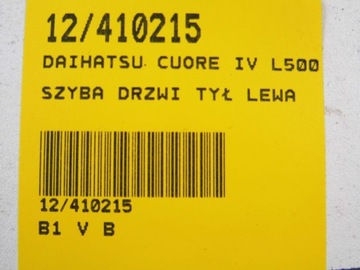 12/410215
DAIHATSU CUORE IV L500
SZYBA DRZWI TYŁ LEWA
12/410215
B1 V B